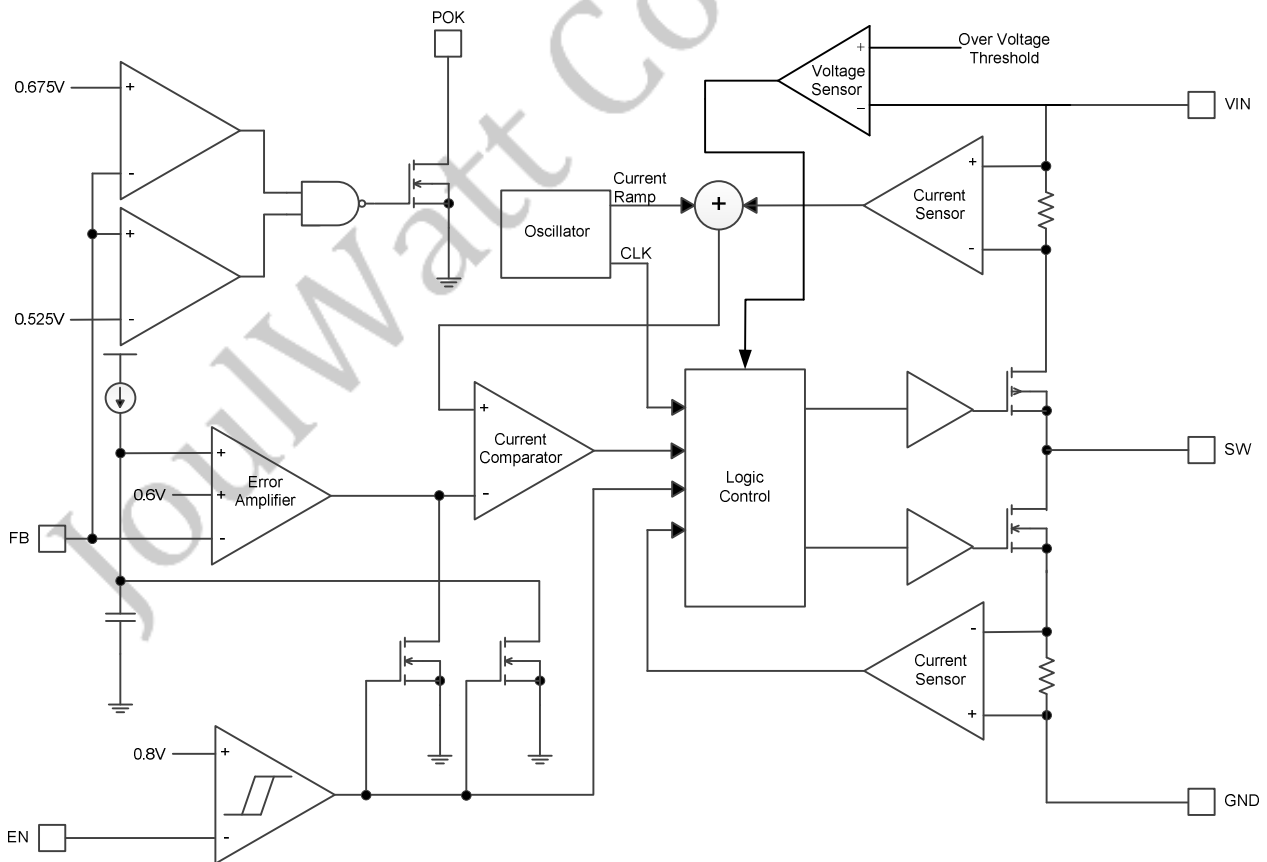 POK
0.675V
+
-
+
0.525V
-
Over Voltage
Threshold
+
Voltage
Sensor
–
VIN
Current
Ramp
+
Oscillator
CLK
+
Current
Sensor
-
+
Current
Comparator
-
+
0.6V
+
Error
Amplifier
-
FB
Logic
Control
SW
-
Current
Sensor
+
0.8V
+
EN
-
GND
JoulWatt Co